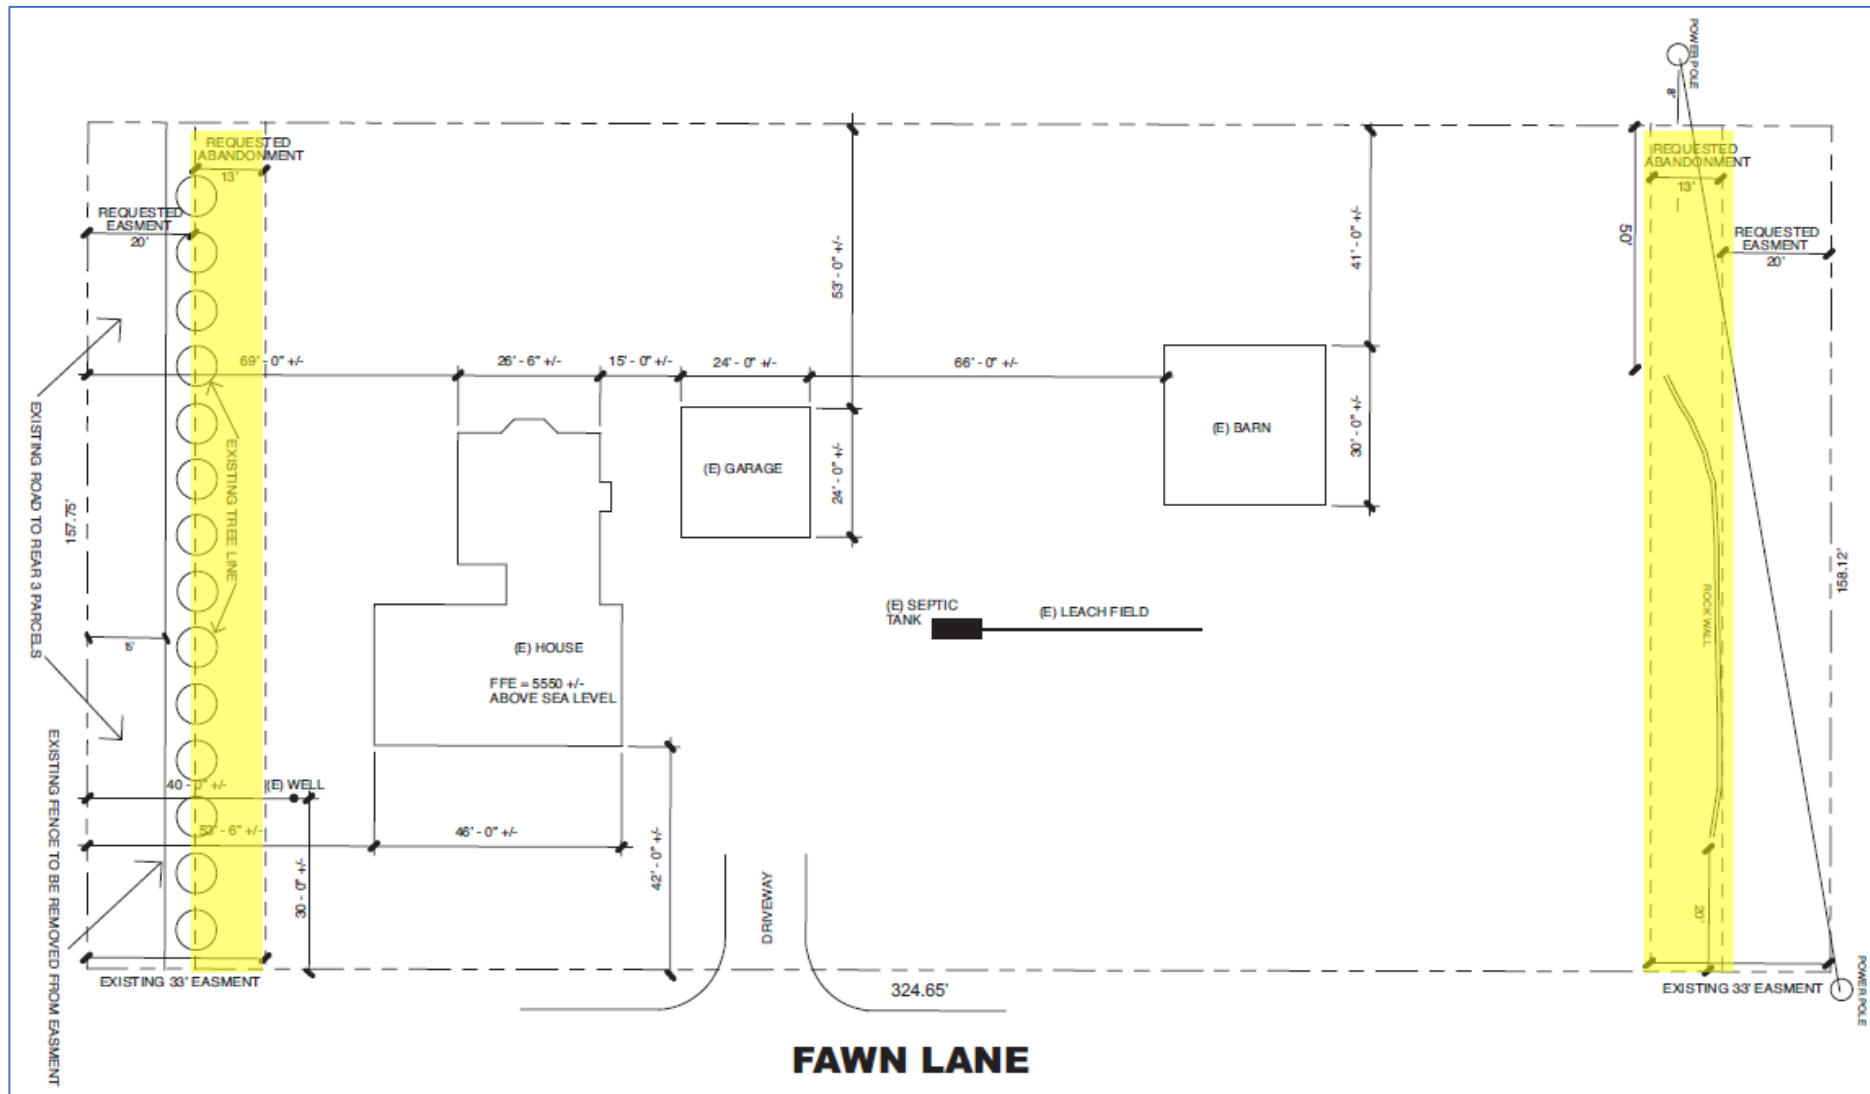 POWER POLE
8"
REQUESTED
ABANDONMENT
13'
REQUESTED
ABANDONMENT
13'
REQUESTED
EASMENT
20'
REQUESTED
EASMENT
20'
50'
53' - 0" +/-
41' - 0" +/-
69' - 0" +/-
26' - 6" +/-
15' - 0" +/-
24' - 0" +/-
66' - 0" +/-
EXISTING ROAD TO REAR 3 PARCELS
EXISTING TREE LINE
(E) GARAGE
24' - 0" +/-
(E) BARN
30' - 0" +/-
157.75'
158.12'
15'
(E) SEPTIC
TANK
(E) LEACH FIELD
ROCK WALL
(E) HOUSE
FFE = 5550 +/-
ABOVE SEA LEVEL
EXISTING FENCE TO BE REMOVED FROM EASMENT
40 - 0" +/-
(E) WELL
53' - 6" +/-
46' - 0" +/-
30 - 0" +/-
42' - 0" +/-
DRIVEWAY
20'
EXISTING 33' EASMENT
324.65'
EXISTING 33' EASMENT
POWER POLE
FAWN LANE